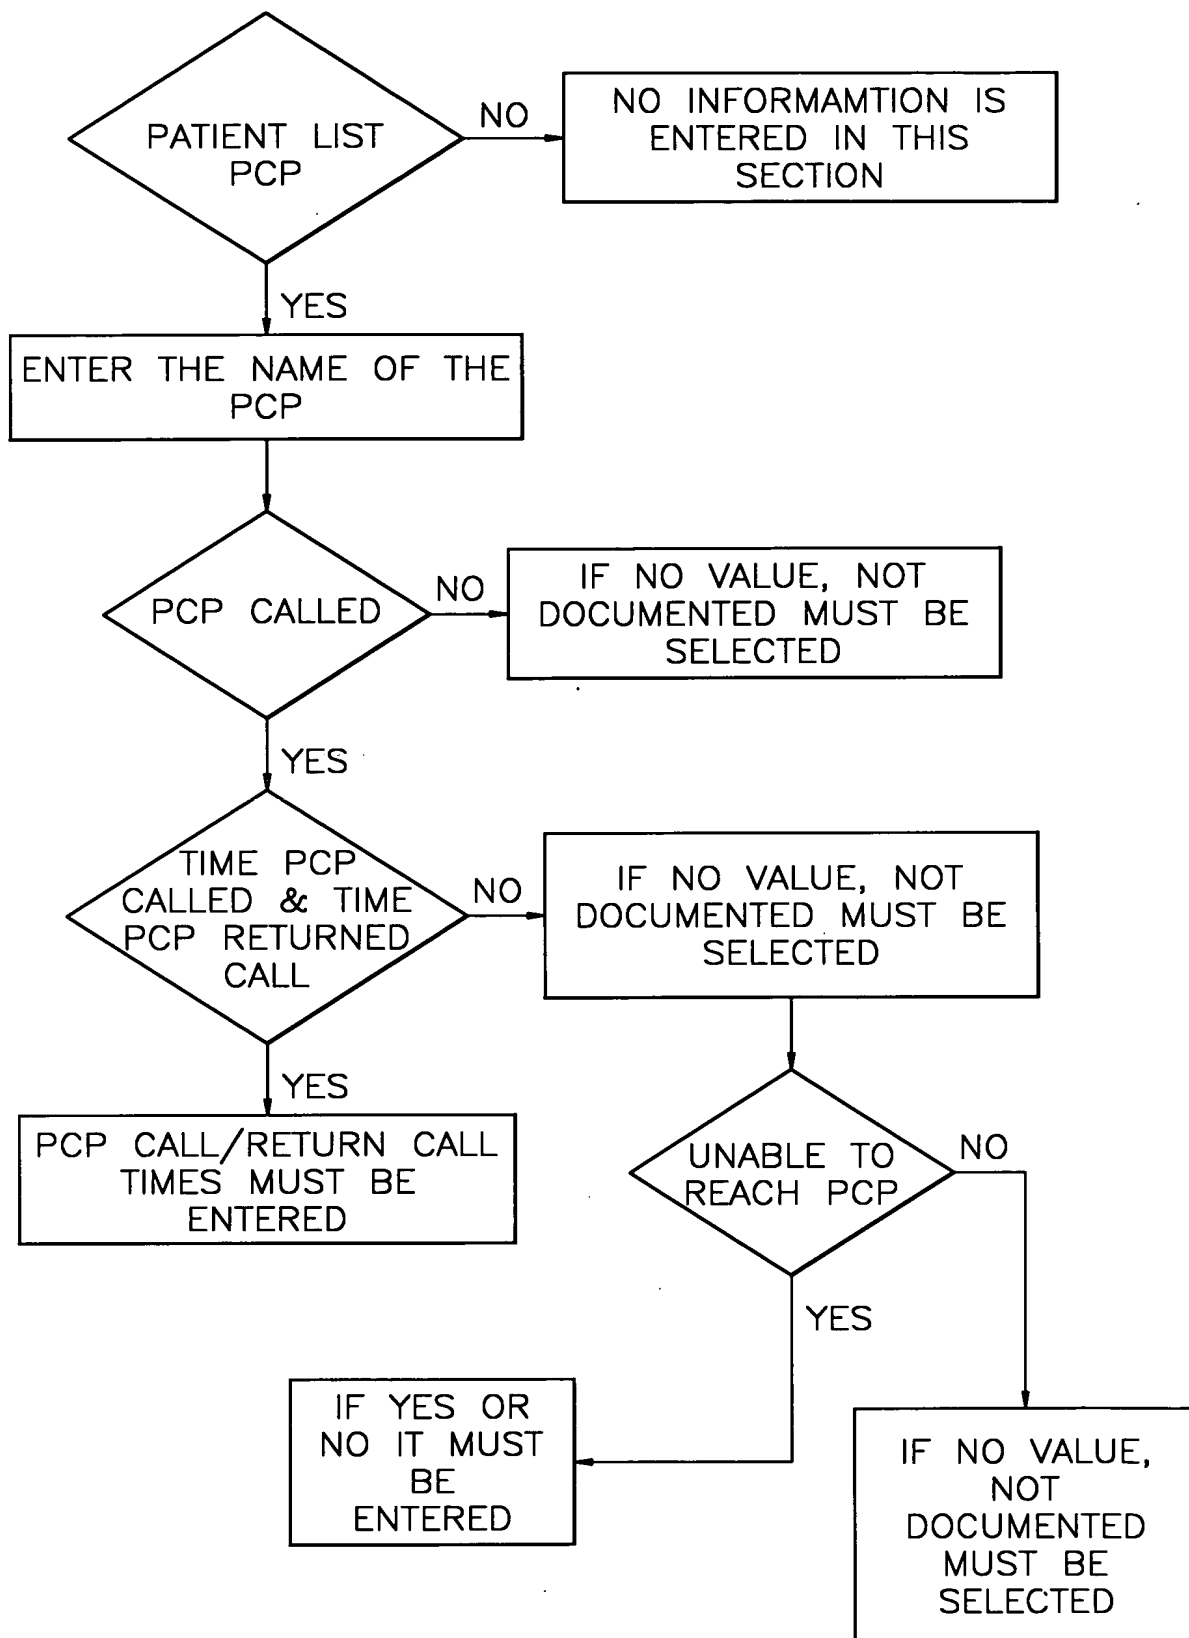 PATIENT LIST
PCP
NO
NO INFORMAMTION IS
ENTERED IN THIS
SECTION
YES
ENTER THE NAME OF THE
PCP
PCP CALLED
NO
IF NO VALUE, NOT
DOCUMENTED MUST BE
SELECTED
YES
TIME PCP
CALLED & TIME
PCP RETURNED
CALL
NO
IF NO VALUE, NOT
DOCUMENTED MUST BE
SELECTED
YES
PCP CALL/RETURN CALL
TIMES MUST BE
ENTERED
UNABLE TO
REACH PCP
NO
YES
IF YES OR
NO IT MUST
BE
ENTERED
IF NO VALUE,
NOT
DOCUMENTED
MUST BE
SELECTED